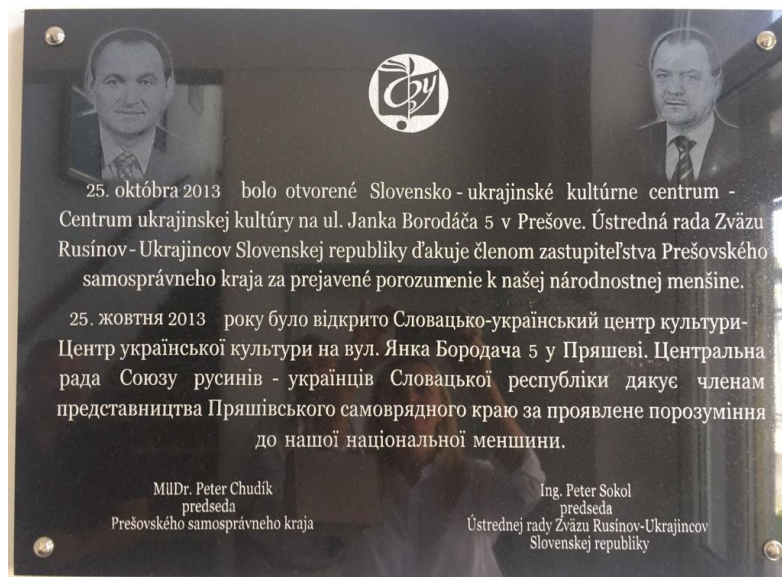 ФУ
25. októbra 2013 bolo otvorené Slovensko - ukrajinské kultúrne centrum -
Centrum ukrajinskej kultúry na ul. Janka Borodáča 5 v Prešove. Ústredná rada Zväzu
Rusínov - Ukrajincov Slovenskej republiky ďakuje členom zastupiteľstva Prešovského
samosprávneho kraja za prejavené porozumenie k našej národnostnej menšine.
25. жовтня 2013 року було відкрито Словацько-український центр культури-
Центр української культури на вул. Янка Бородача 5 у Пряшеві. Центральна
рада Союзу русинів - українців Словацької республіки дякує членам
представництва Пряшівського самоврядного краю за проявлене порозуміння
до нашої національної меншини.
MUDr. Peter Chudík
predseda
Prešovského samosprávneho kraja
Ing. Peter Sokol
predseda
Ústrednej rady Zväzu Rusínov-Ukrajincov
Slovenskej republiky